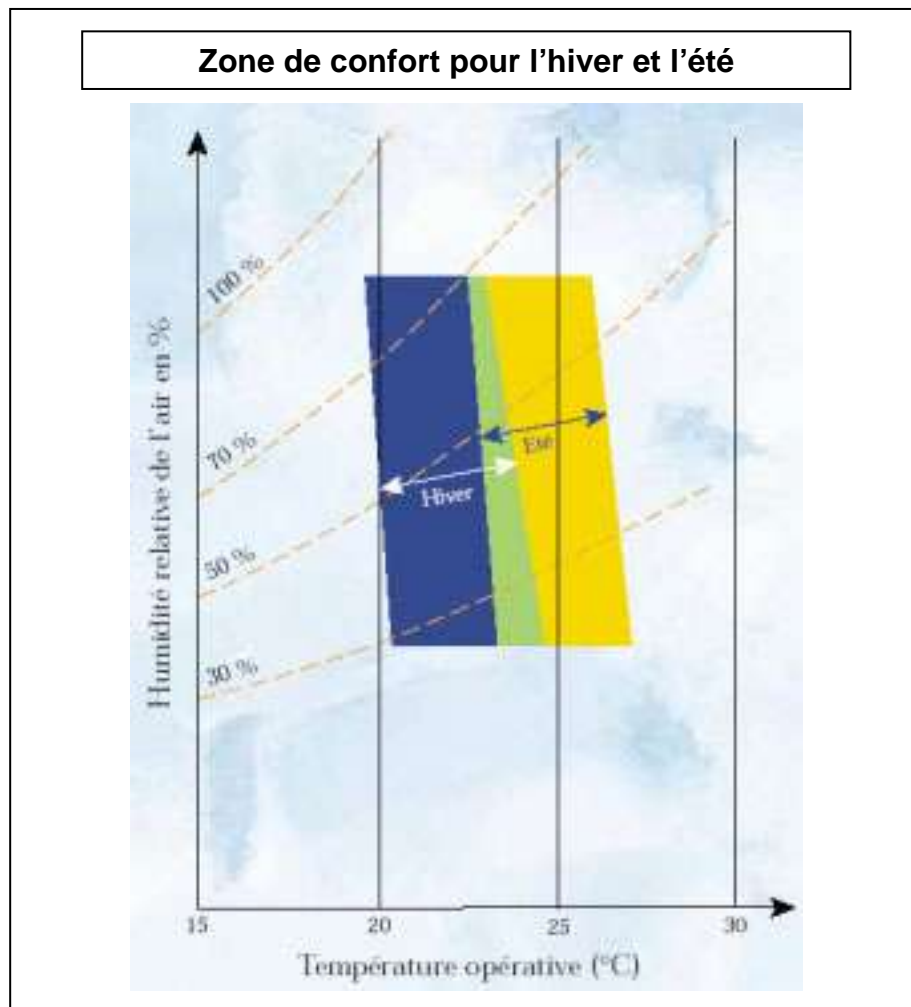 Zone de confort pour l'hiver et l'été
Humidité relative de l'air en %
100 %
70 %
50 %
30 %
Eté
Hiver
15
20
25
30
Température opérative (°C)